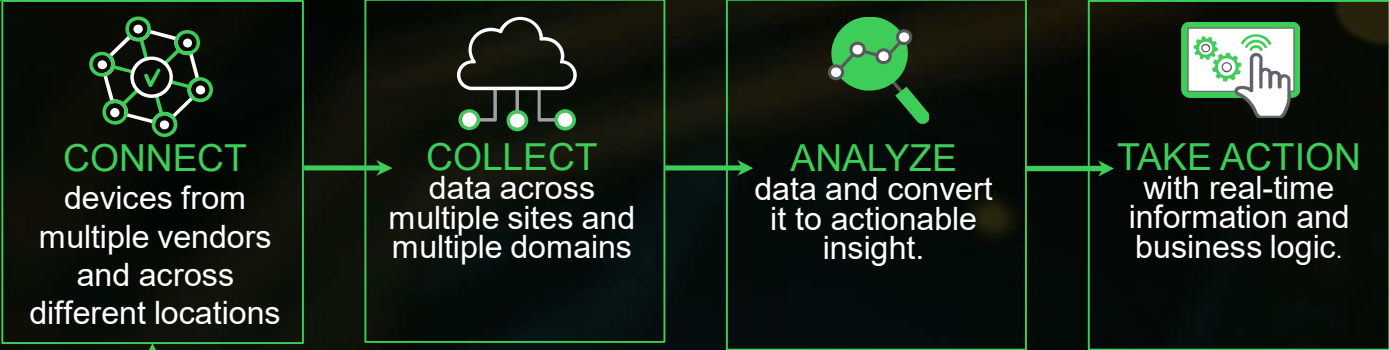 CONNECT
devices from
multiple vendors
and across
different locations
COLLECT
data across
multiple sites and
multiple domains
ANALYZE
data and convert
it to actionable
insight.
TAKE ACTION
with real-time
information and
business logic.